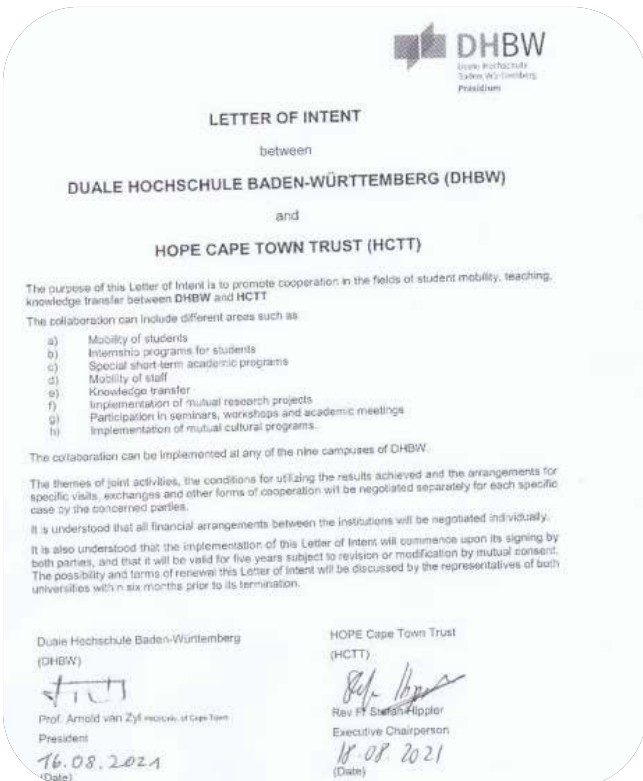 DHBW
Duale Hochschule
Baden-Württemberg
Präsidium
LETTER OF INTENT
between
DUALE HOCHSCHULE BADEN-WÜRTTEMBERG (DHBW)
and
HOPE CAPE TOWN TRUST (HCTT)
The purpose of this Letter of Intent is to promote cooperation in the fields of student mobility, teaching,
knowledge transfer between DHBW and HCTT
The collaboration can include different areas such as
a) Mobility of students
b) Internship programs for students
c) Special short-term academic programs
d) Mobility of staff
e) Knowledge transfer
f) Implementation of mutual research projects
g) Participation in seminars, workshops and academic meetings
h) Implementation of mutual cultural programs.
The collaboration can be implemented at any of the nine campuses of DHBW.
The themes of joint activities, the conditions for utilizing the results achieved and the arrangements for
specific visits, exchanges and other forms of cooperation will be negotiated separately for each specific
case by the concerned parties.
It is understood that all financial arrangements between the institutions will be negotiated individually.
It is also understood that the implementation of this Letter of Intent will commence upon its signing by
both parties, and that it will be valid for five years subject to revision or modification by mutual consent.
The possibility and terms of renewal this Letter of Intent will be discussed by the representatives of both
universities within six months prior to its termination.
Duale Hochschule Baden-Württemberg
(DHBW)
Prof. Arnold van Zyl of Cape Town
President
16.08.2021
(Date)
HOPE Cape Town Trust
(HCTT)
Rev Fr Stefan Hippler
Executive Chairperson
18.08.2021
(Date)